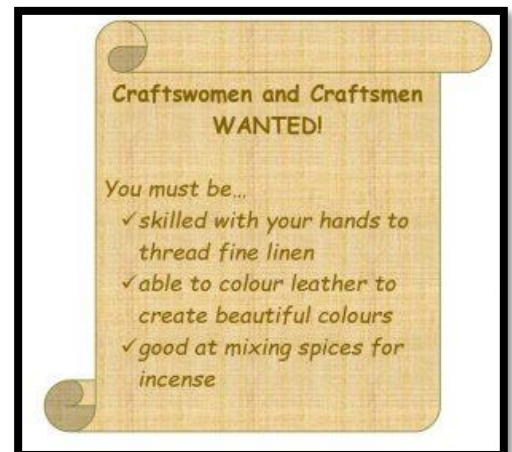 Craftswomen and Craftsmen
WANTED!
You must be…
✓skilled with your hands to
thread fine linen
✓able to colour leather to
create beautiful colours
✓good at mixing spices for
incense